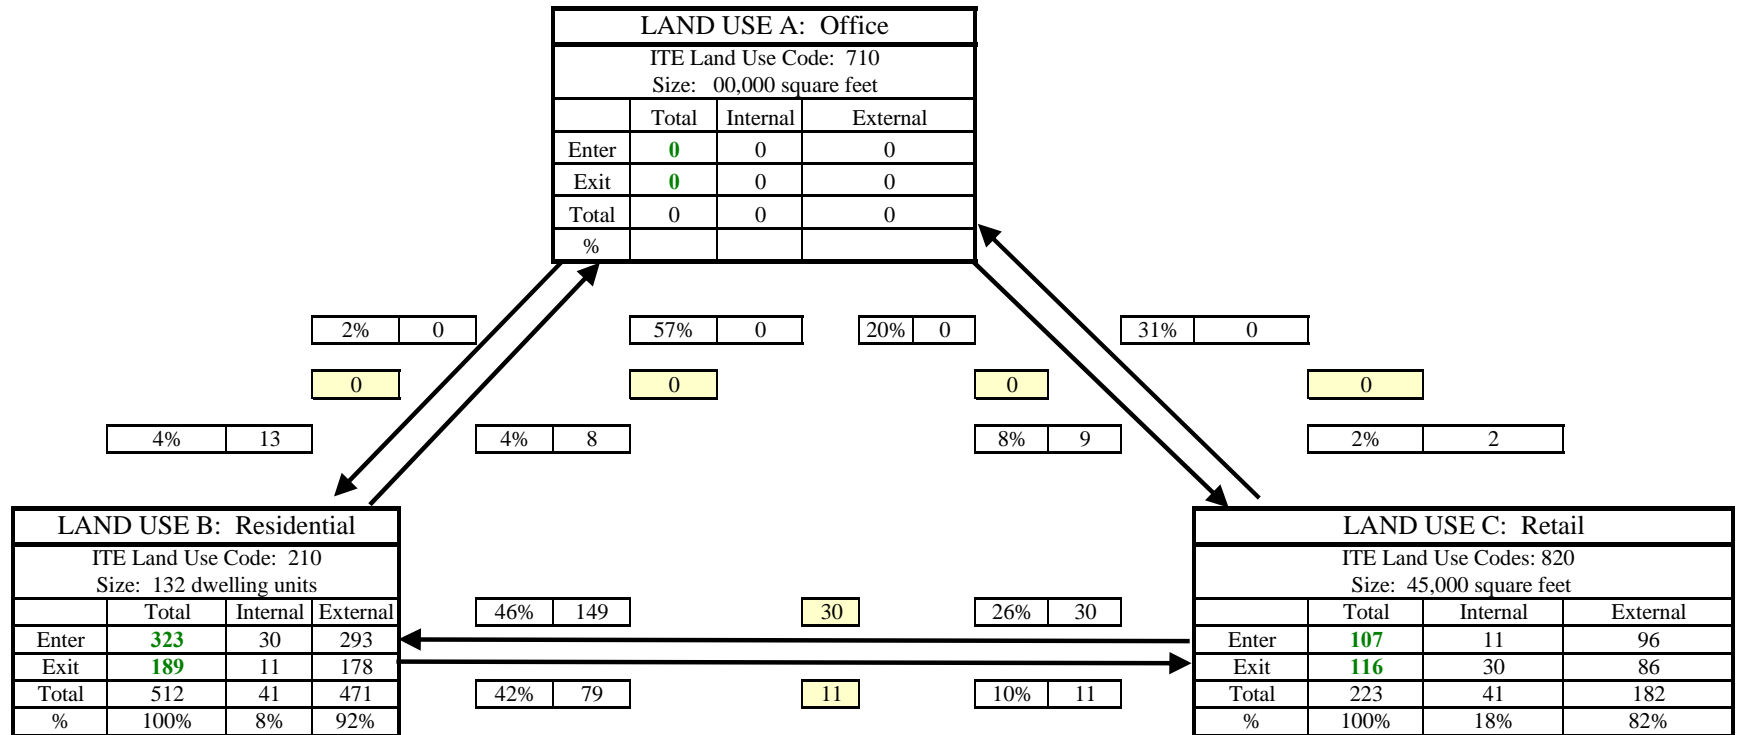 LAND USE A: Office
ITE Land Use Code: 710
Size: 00,000 square feet
Total Internal External
Enter 0 0 0
Exit 0 0 0
Total 0 0 0
%
2% 0 57% 0 20% 0 31% 0
0 0 0 0
4% 13 4% 8 8% 9 2% 2
LAND USE B: Residential
ITE Land Use Code: 210
Size: 132 dwelling units
Total Internal External
Enter 323 30 293
Exit 189 11 178
Total 512 41 471
% 100% 8% 92%
46% 149 30 26% 30
42% 79 11 10% 11
LAND USE C: Retail
ITE Land Use Codes: 820
Size: 45,000 square feet
Total Internal External
Enter 107 11 96
Exit 116 30 86
Total 223 41 182
% 100% 18% 82%